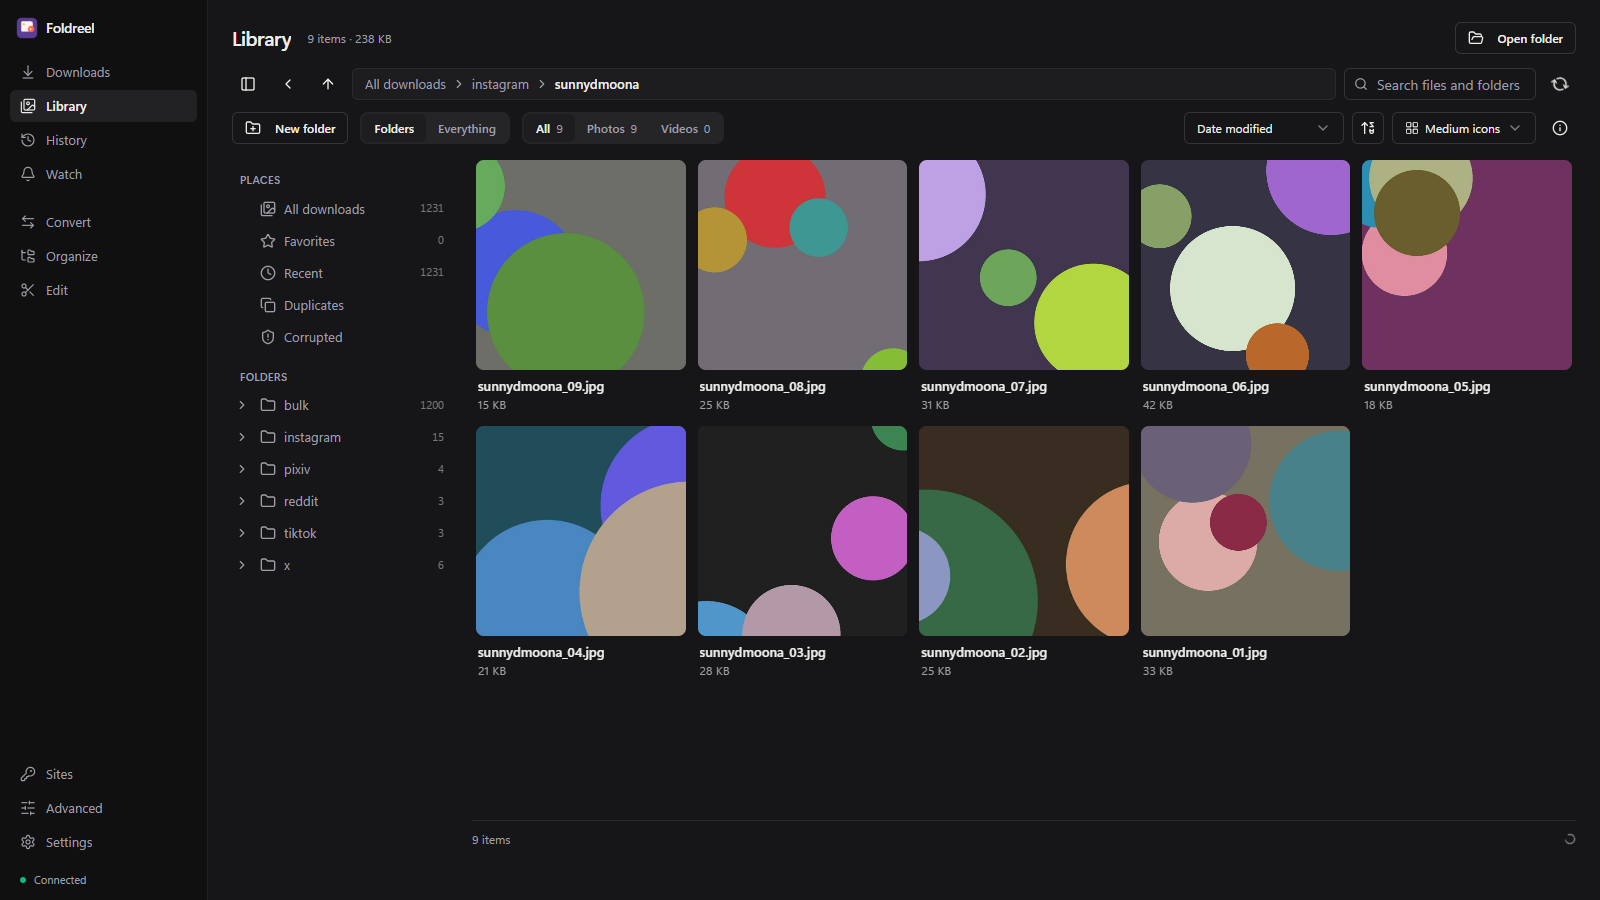 Foldreel
Downloads
Library
History
Watch
Convert
Organize
Edit
Sites
Advanced
Settings
Connected
Library 9 items · 238 KB
Open folder
All downloads > instagram > sunnydmoona
Search files and folders
New folder
Folders Everything
All 9 Photos 9 Videos 0
Date modified
Medium icons
PLACES
All downloads 1231
Favorites 0
Recent 1231
Duplicates
Corrupted
FOLDERS
bulk 1200
instagram 15
pixiv 4
reddit 3
tiktok 3
x 6
sunnydmoona_09.jpg
15 KB
sunnydmoona_08.jpg
25 KB
sunnydmoona_07.jpg
31 KB
sunnydmoona_06.jpg
42 KB
sunnydmoona_05.jpg
18 KB
sunnydmoona_04.jpg
21 KB
sunnydmoona_03.jpg
28 KB
sunnydmoona_02.jpg
25 KB
sunnydmoona_01.jpg
33 KB
9 items